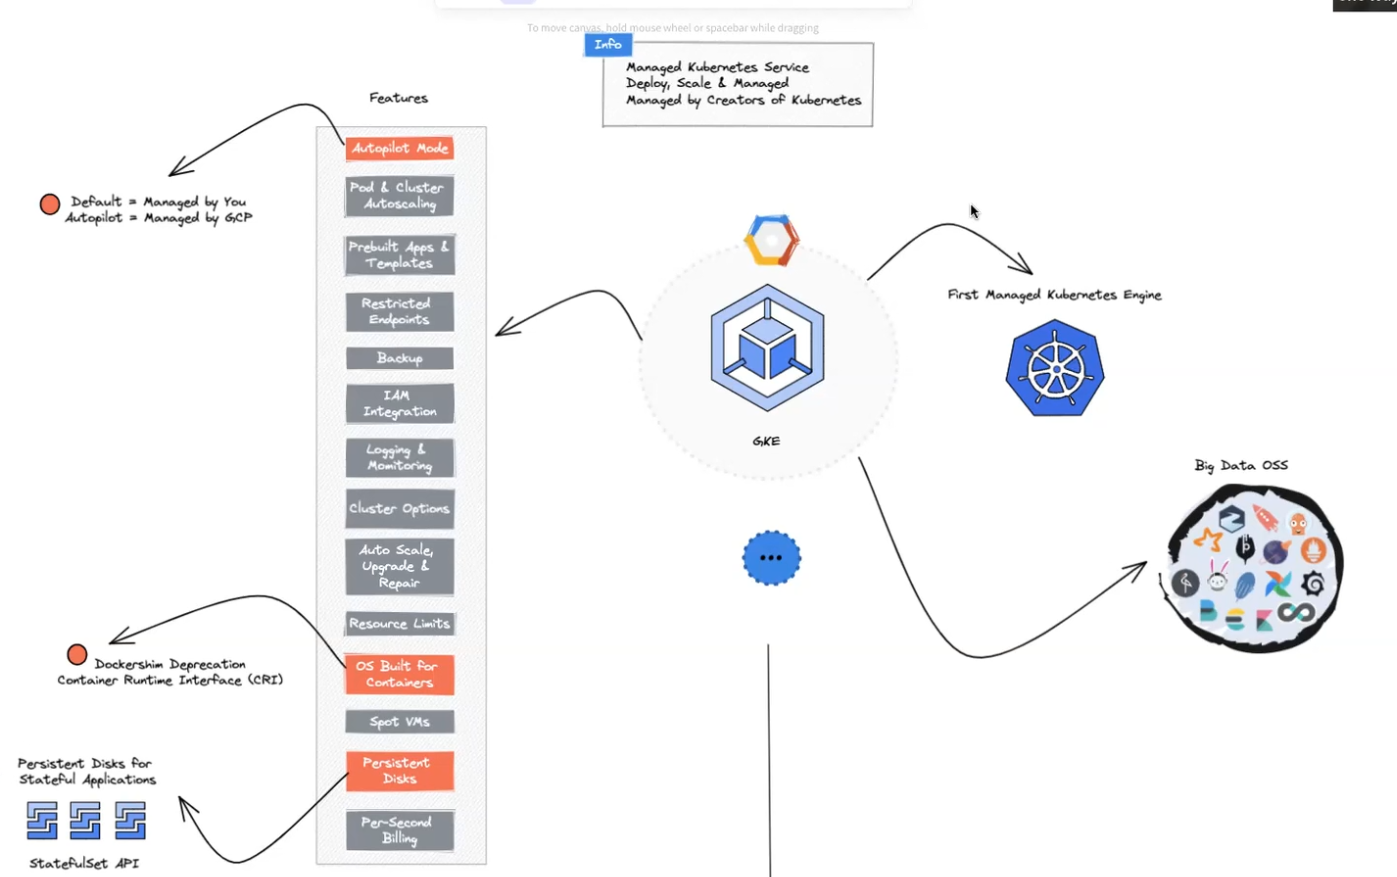 To move canvas, hold mouse wheel or spacebar while dragging
Info
Managed Kubernetes Service
Deploy, Scale & Managed
Managed by Creators of Kubernetes
Features
Autopilot Mode
Pod & Cluster
Autoscaling
Prebuilt Apps &
Templates
Restricted
Endpoints
Backup
IAM
Integration
Logging &
Momitoring
Cluster Options
Auto Scale,
Upgrade &
Repair
Resource Limits
OS Built for
Containers
Spot VMs
Persistent
Disks
Per-Second
Billing
Default = Managed by You
Autopilot = Managed by GCP
Dockershim Deprecation
Container Runtime Interface (CRI)
Persistent Disks for
Stateful Applications
StatefulSet API
GKE
First Managed Kubernetes Engine
Big Data OSS